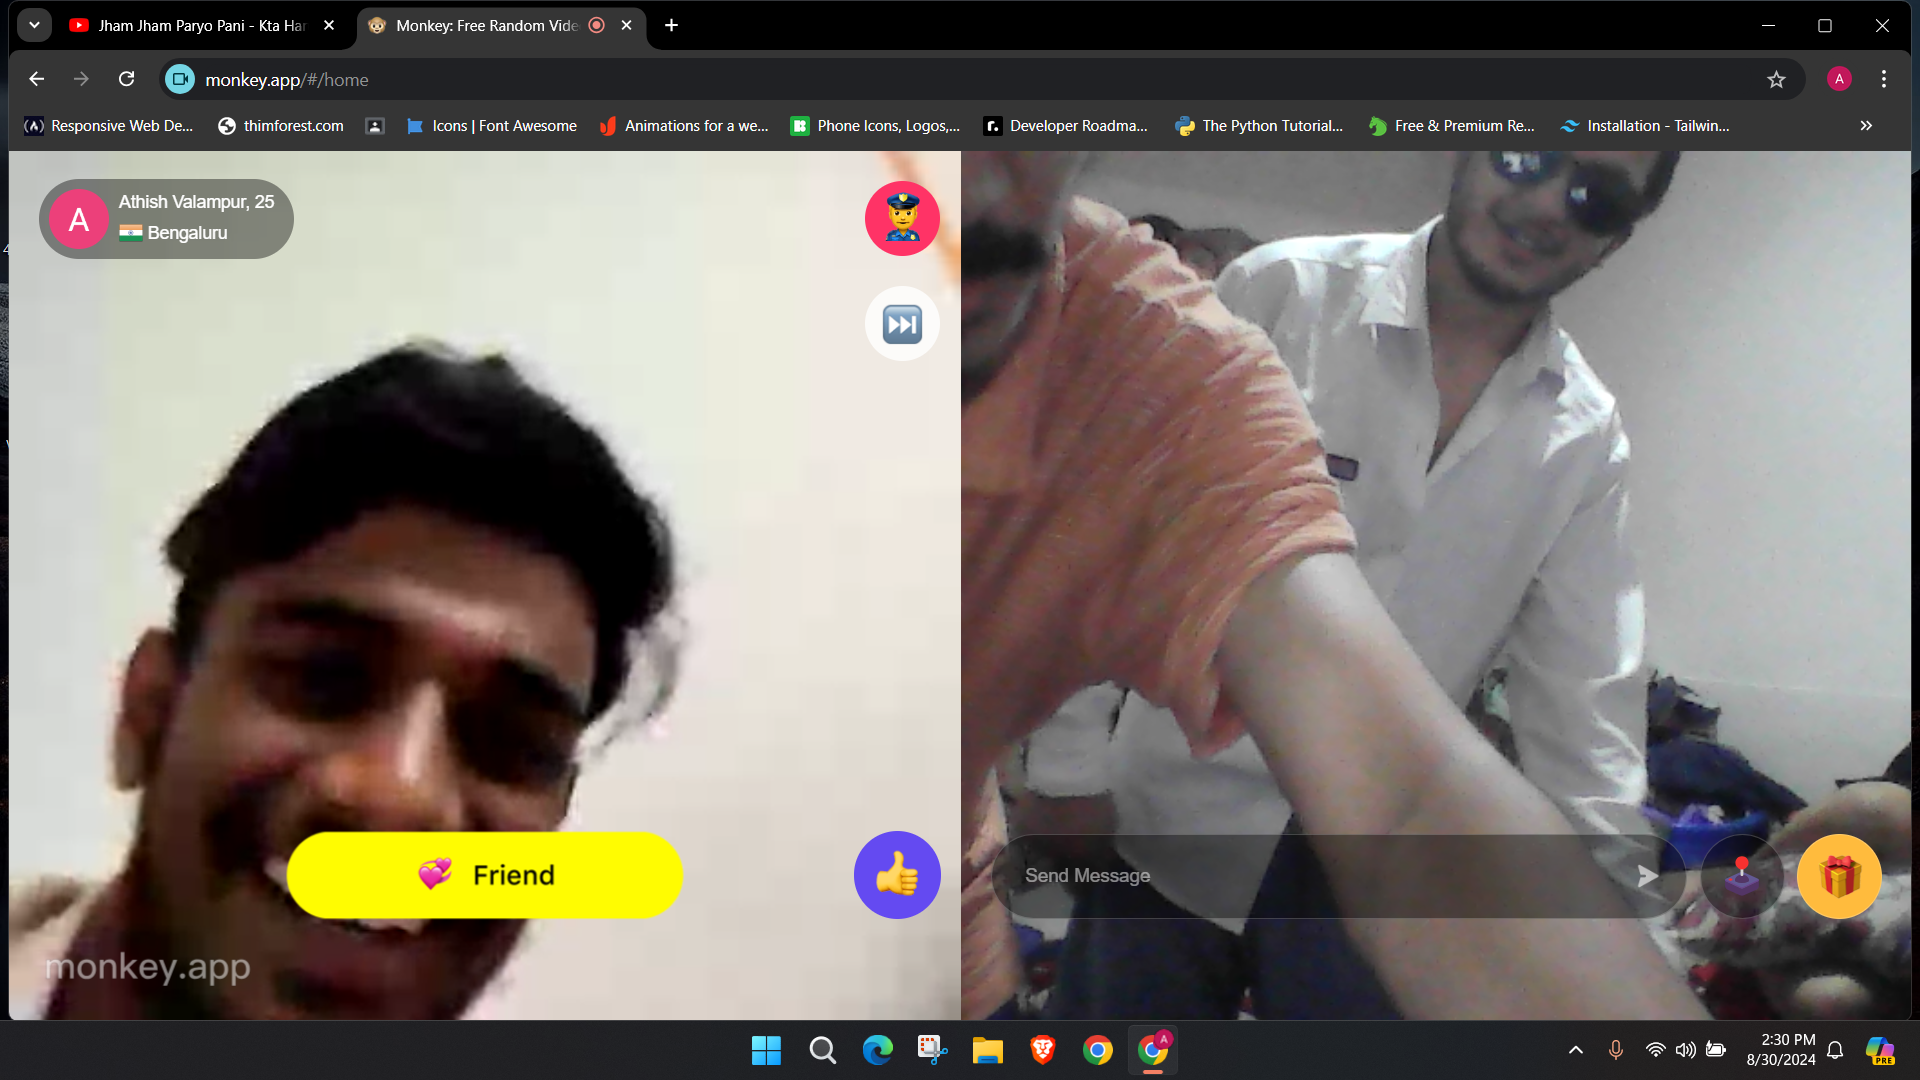 Jham Jham Paryo Pani - Kta Har
Monkey: Free Random Vide
monkey.app/#/home
A
Responsive Web De...
thimforest.com
Icons | Font Awesome
Animations for a we...
Phone Icons, Logos,...
Developer Roadma...
The Python Tutorial...
Free & Premium Re...
Installation - Tailwin...
A
Athish Valampur, 25
Bengaluru
Friend
Send Message
monkey.app
A
2:30 PM
8/30/2024
PRE